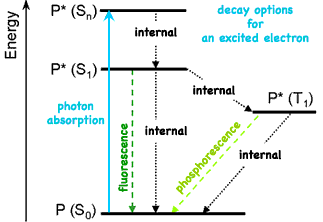 Energy
P* (Sn)
decay options
for
an excited electron
internal
P* (S1)
photon
absorption
fluorescence
internal
internal
P* (T1)
phosphorescence
internal
P (S0)